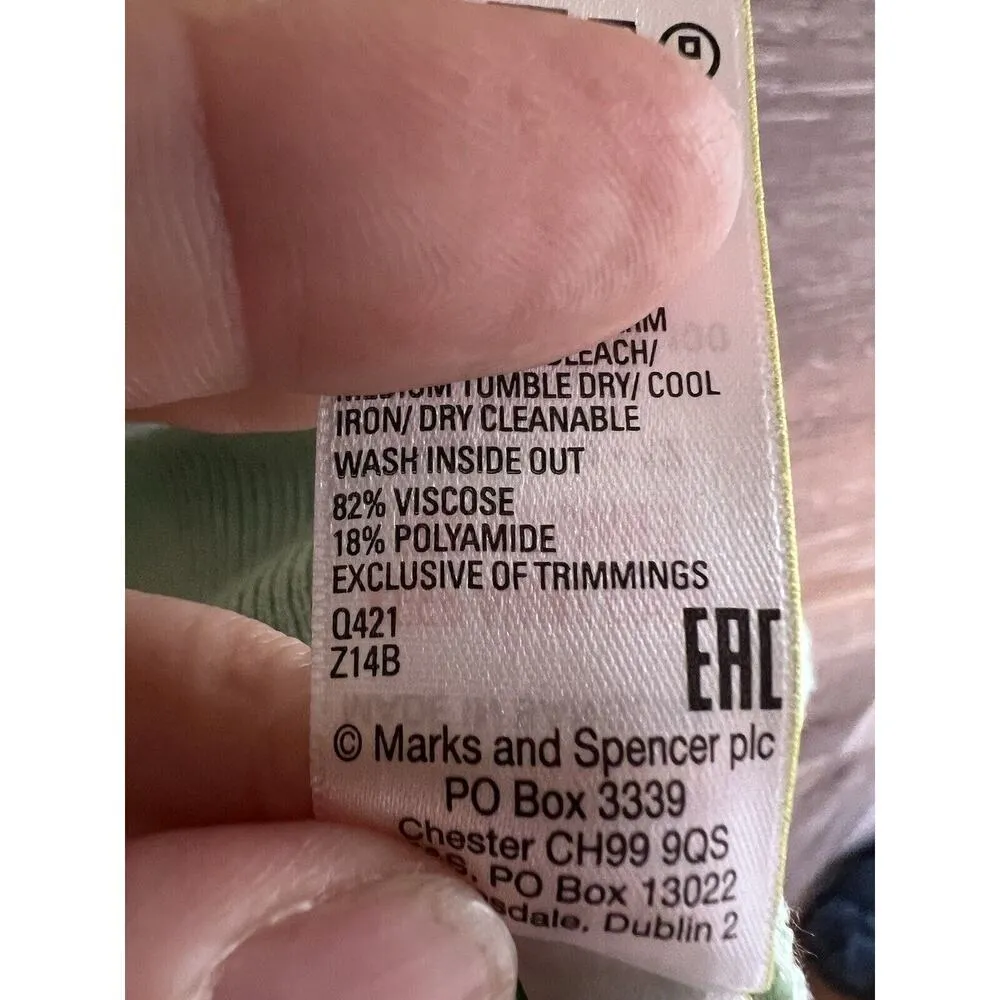 MEDIUM TUMBLE DRY/ COOL
IRON/ DRY CLEANABLE
WASH INSIDE OUT
82% VISCOSE
18% POLYAMIDE
EXCLUSIVE OF TRIMMINGS
Q421
Z14B
EAC
© Marks and Spencer plc
PO Box 3339
Chester CH99 9QS
PO Box 13022
Dublin 2